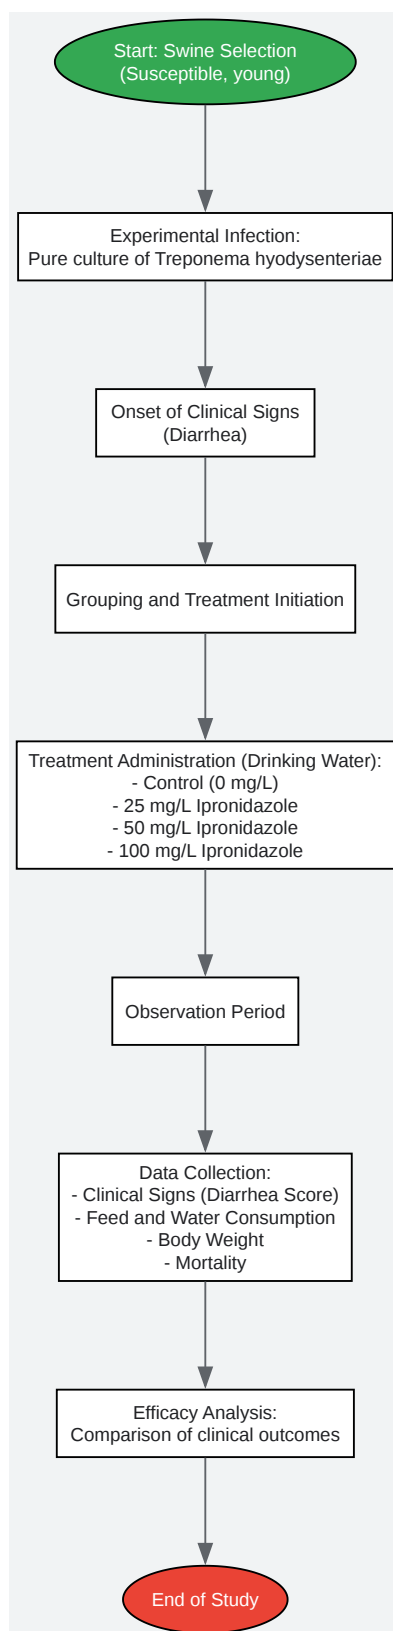 Start: Swine Selection
(Susceptible, young)
Experimental Infection:
Pure culture of Treponema hyodysenteriae
Onset of Clinical Signs
(Diarrhea)
Grouping and Treatment Initiation
Treatment Administration (Drinking Water):
- Control (0 mg/L)
- 25 mg/L Ipronidazole
- 50 mg/L Ipronidazole
- 100 mg/L Ipronidazole
Observation Period
Data Collection:
- Clinical Signs (Diarrhea Score)
- Feed and Water Consumption
- Body Weight
- Mortality
Efficacy Analysis:
Comparison of clinical outcomes
End of Study